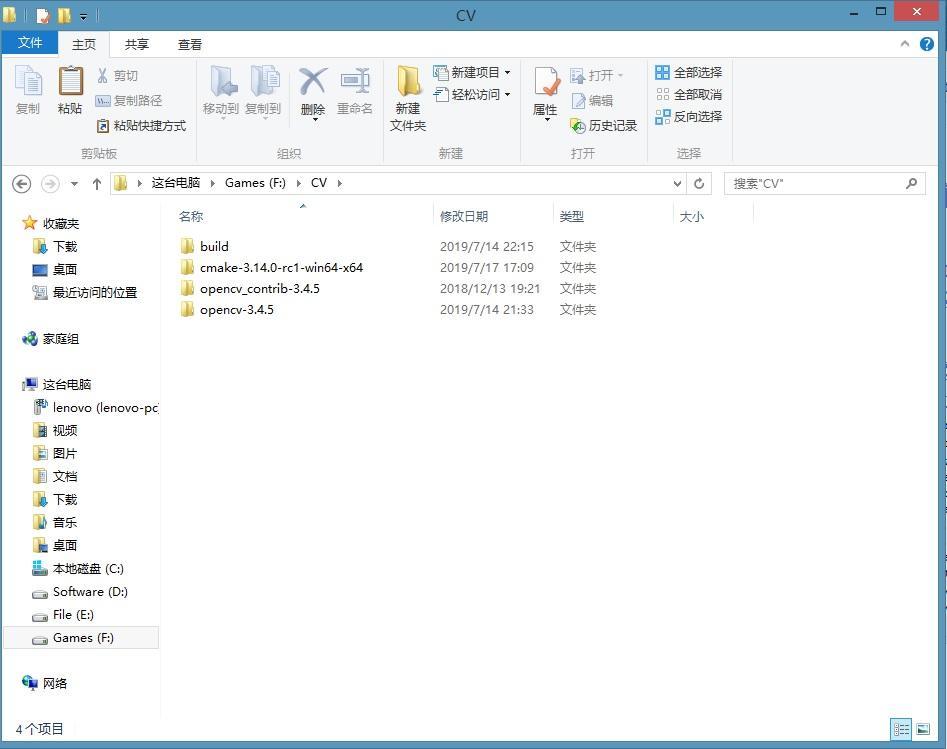 CV
文件 主页 共享 查看
复制 粘贴 剪切 复制路径 粘贴快捷方式
移动到 复制到 删除 重命名
新建文件夹 新建项目 轻松访问
属性 打开 编辑 历史记录
全部选择 全部取消 反向选择
剪贴板 组织 新建 打开 选择
这台电脑 Games (F:) CV
搜索"CV"
名称 修改日期 类型 大小
build 2019/7/14 22:15 文件夹
cmake-3.14.0-rc1-win64-x64 2019/7/17 17:09 文件夹
opencv_contrib-3.4.5 2018/12/13 19:21 文件夹
opencv-3.4.5 2019/7/14 21:33 文件夹
收藏夹
下载
桌面
最近访问的位置
家庭组
这台电脑
lenovo (lenovo-pc
视频
图片
文档
下载
音乐
桌面
本地磁盘 (C:)
Software (D:)
File (E:)
Games (F:)
网络
4 个项目